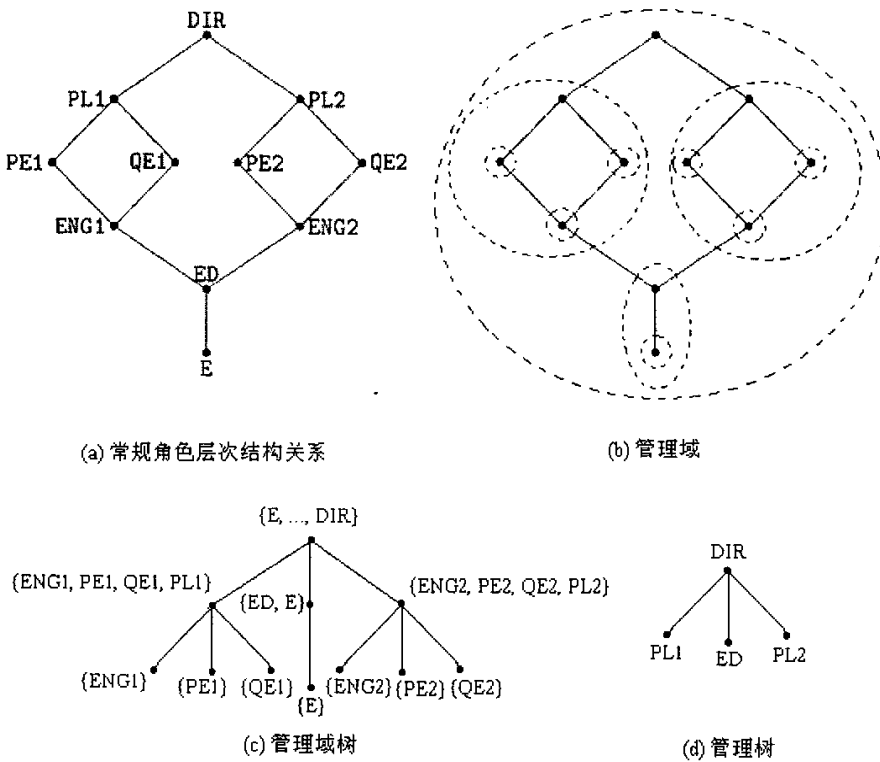 DIR
PL1
PL2
PE1
QE1
PE2
QE2
ENG1
ENG2
ED
E
(a) 常规角色层次结构关系
(b) 管理域
{E, ..., DIR}
{ENG1, PE1, QE1, PL1}
{ED, E}
{ENG2, PE2, QE2, PL2}
{ENG1}
{PE1}
{QE1}
{E}
{ENG2}
{PE2}
{QE2}
(c) 管理域树
DIR
PL1
ED
PL2
(d) 管理树